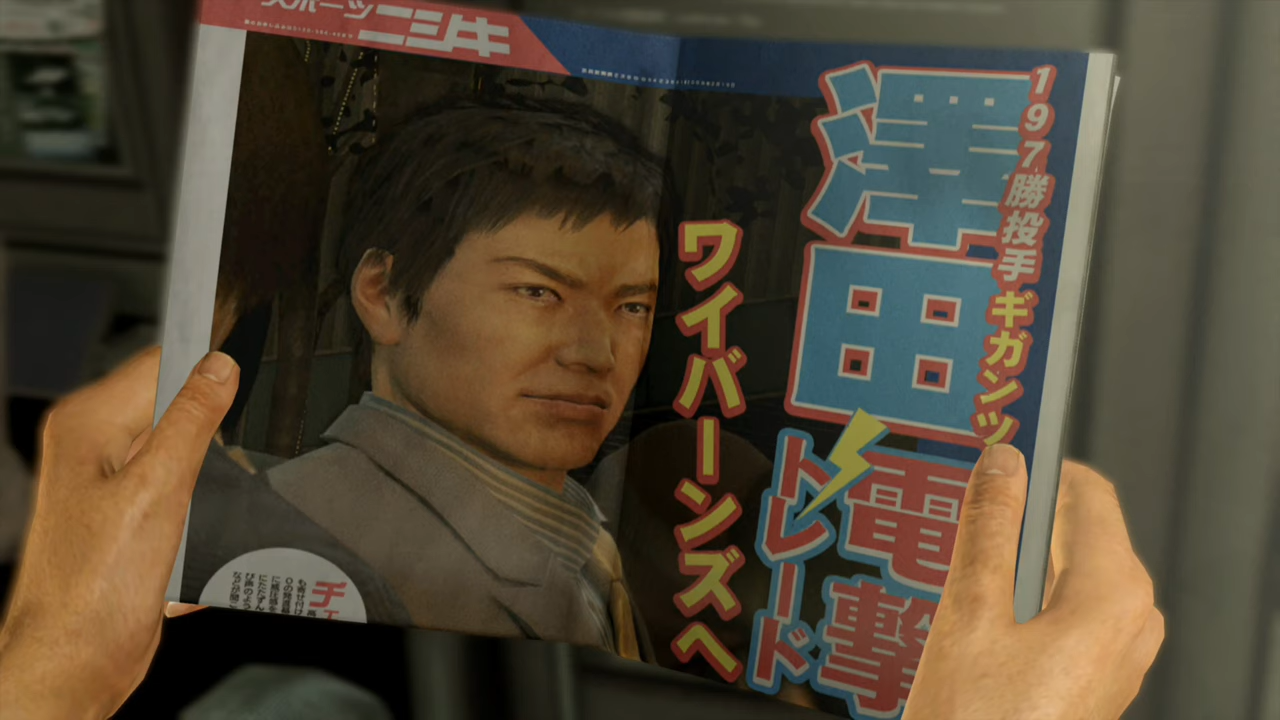 スポーツニシキ
197勝投手ギガンツ
澤田電撃
トレード
ワイバーンズへ
チェ